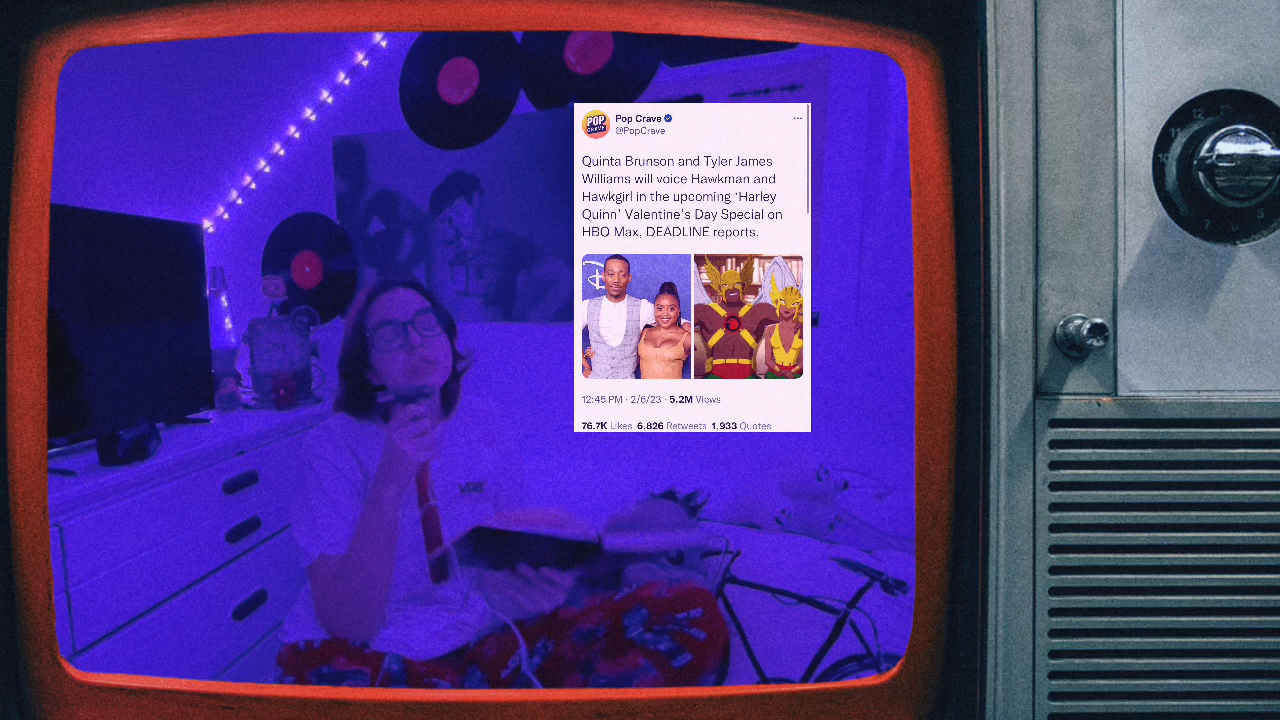 Pop Crave
@PopCrave
POP
CRAVE
Quinta Brunson and Tyler James
Williams will voice Hawkman and
Hawkgirl in the upcoming ‘Harley
Quinn’ Valentine’s Day Special on
HBO Max, DEADLINE reports.
12:45 PM · 2/6/23 · 5.2M Views
76.7K Likes 6,826 Retweets 1,933 Quotes
11
12